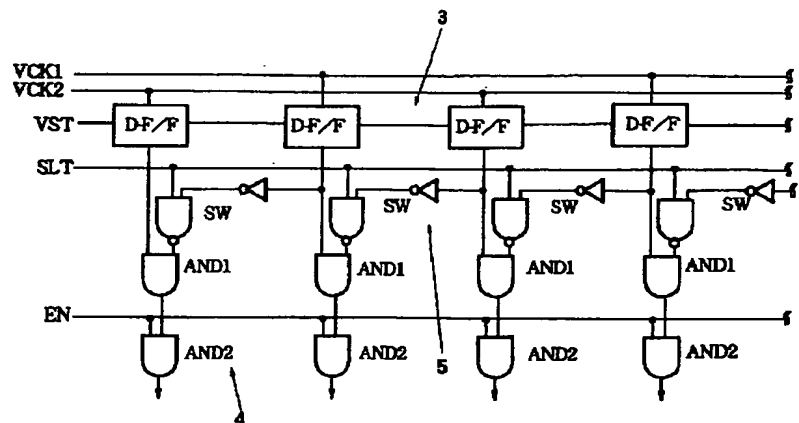 3
VCK1
VCK2
VST D-F/F D-F/F D-F/F D-F/F
SLT
SW SW SW SW
AND1 AND1 AND1 AND1
EN
AND2 AND2 5 AND2 AND2
4